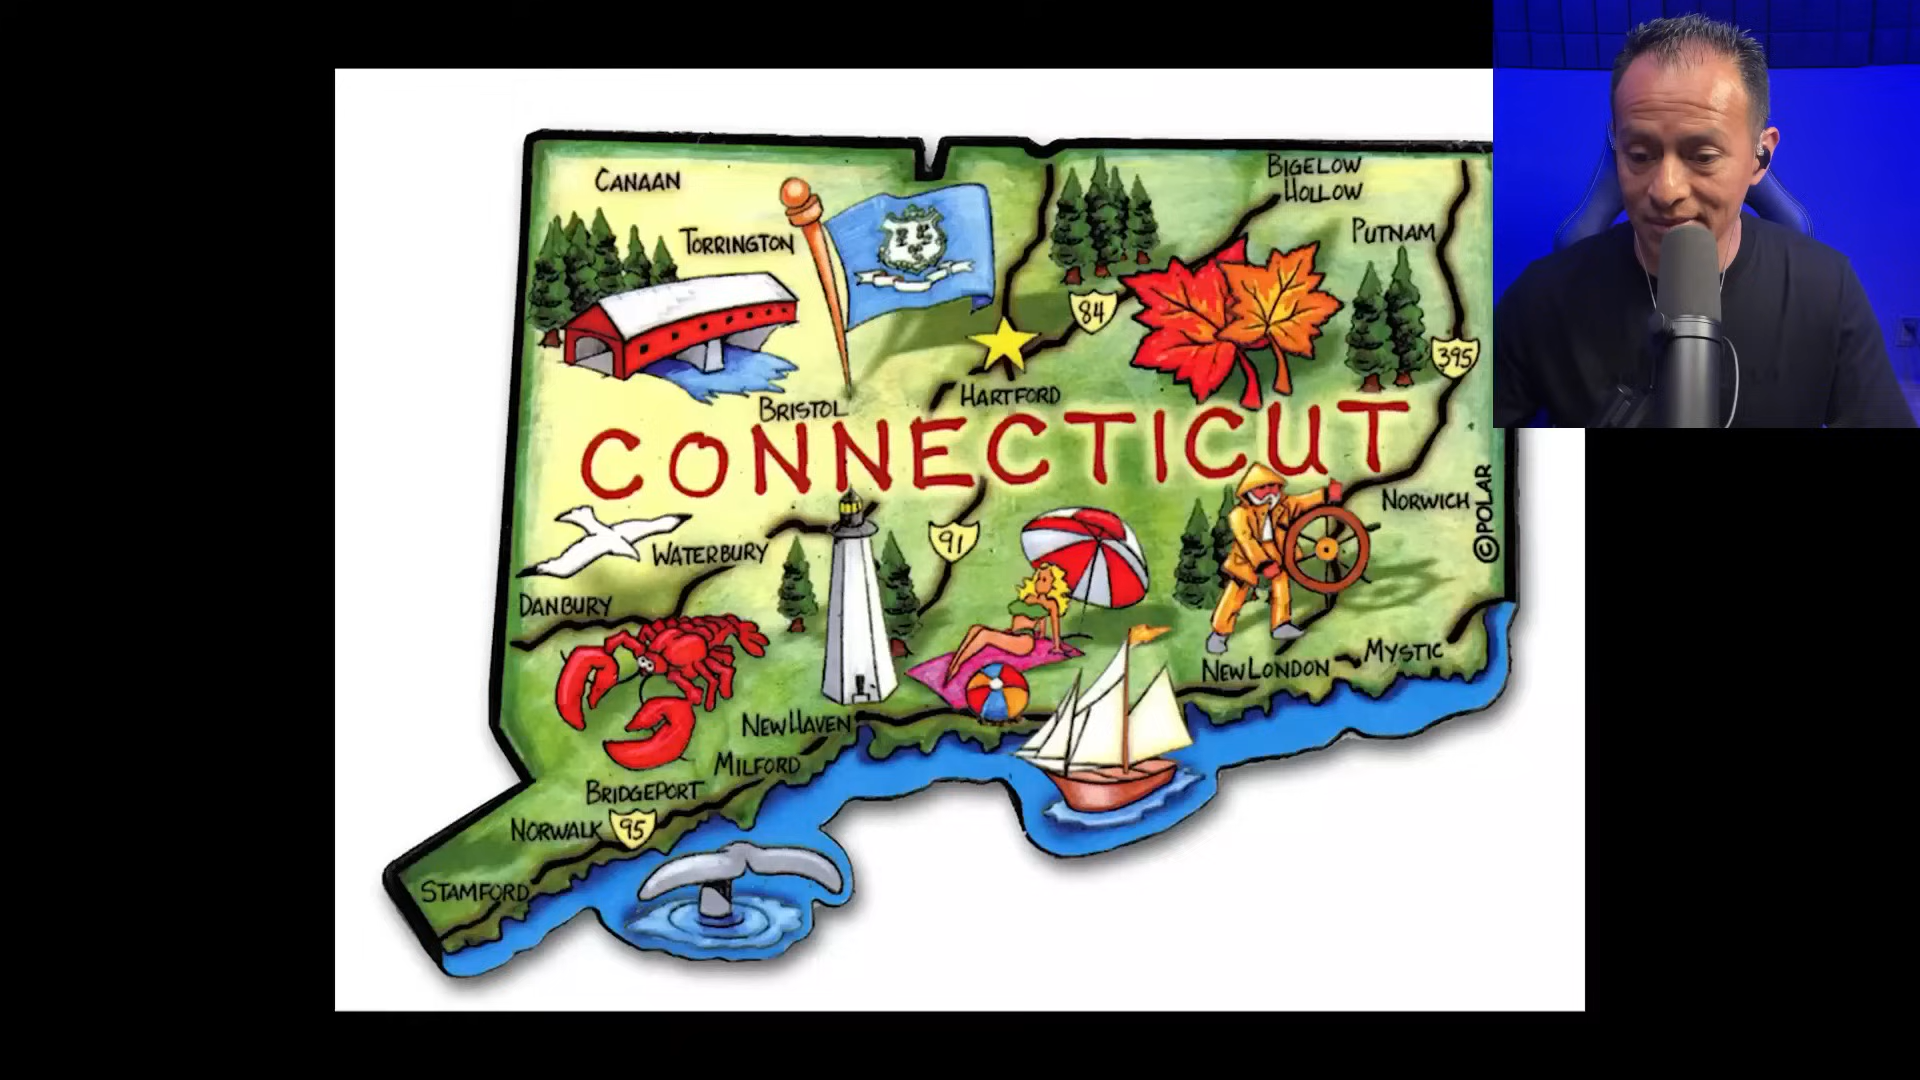 CANAAN
BIGELOW
HOLLOW
TORRINGTON
PUTNAM
84
395
BRISTOL
HARTFORD
CONNECTICUT
NORWICH
©POLAR
91
WATERBURY
DANBURY
MYSTIC
NEW LONDON
NEW HAVEN
MILFORD
BRIDGEPORT
NORWALK
95
STAMFORD